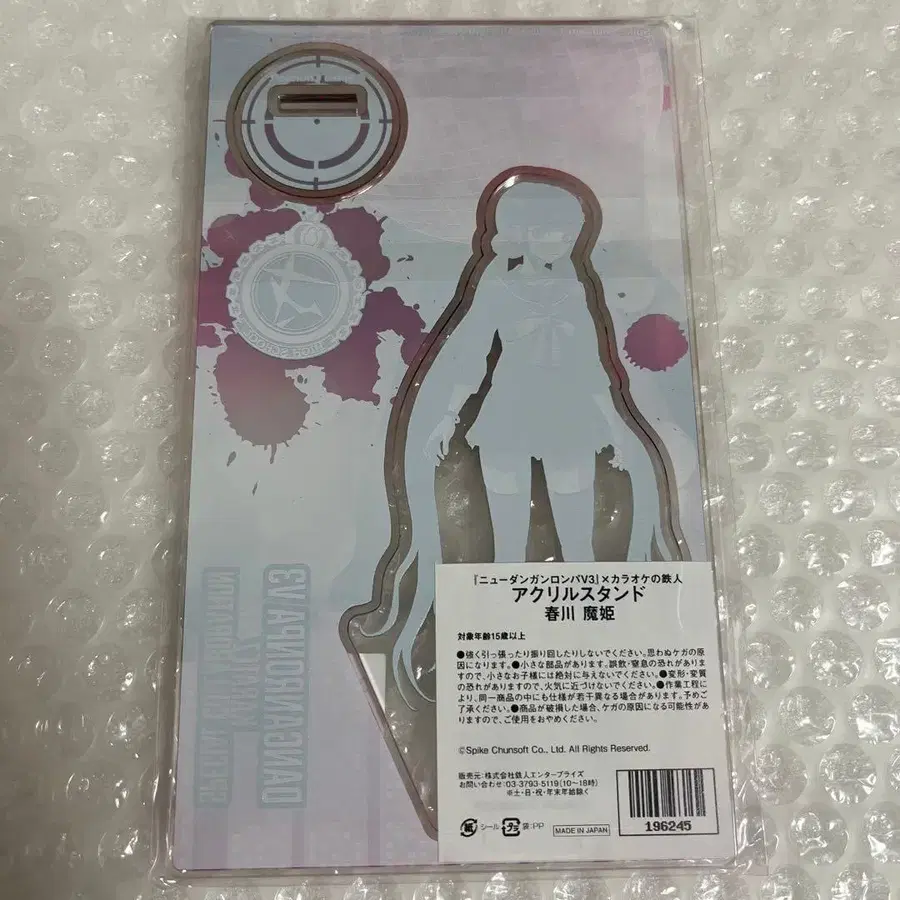 DANGANRONPA V3
『ニューダンガンロンパV3』×カラオケの鉄人
アクリルスタンド
春川 魔姫
対象年齢15歳以上
●強く引っ張ったり振り回したりしないでください。思わぬケガの原
因になります。●小さな部品があります。誤飲・窒息の恐れがありま
すので、小さなお子様には絶対に与えないでください。●変形・変質
の恐れがありますので、火気に近づけないでください。●作業工程に
より、同一商品の中にも仕様が若干異なる場合があります。予めご
了承ください。●商品が破損した場合、ケガの原因になる可能性があ
りますので、ご使用をおやめください。
©Spike Chunsoft Co., Ltd. All Rights Reserved.
販売元:株式会社鉄人エンタープライズ
お問い合わせ:03-3793-5119(10〜18時)
※土・日・祝・年末年始除く
紙 シール プラ 袋:PP MADE IN JAPAN
196245